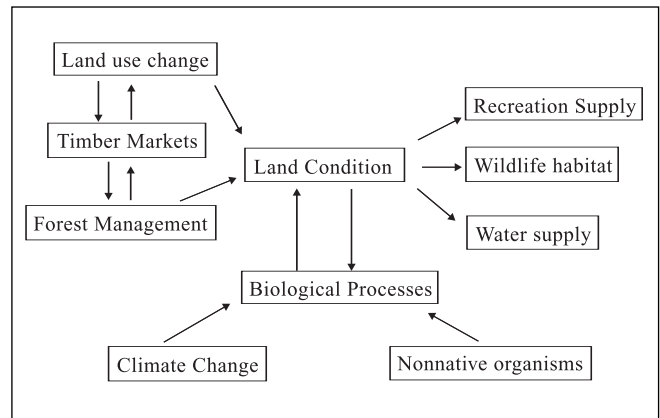 Land use change
Recreation Supply
Timber Markets
Land Condition
Wildlife habitat
Forest Management
Water supply
Biological Processes
Climate Change
Nonnative organisms